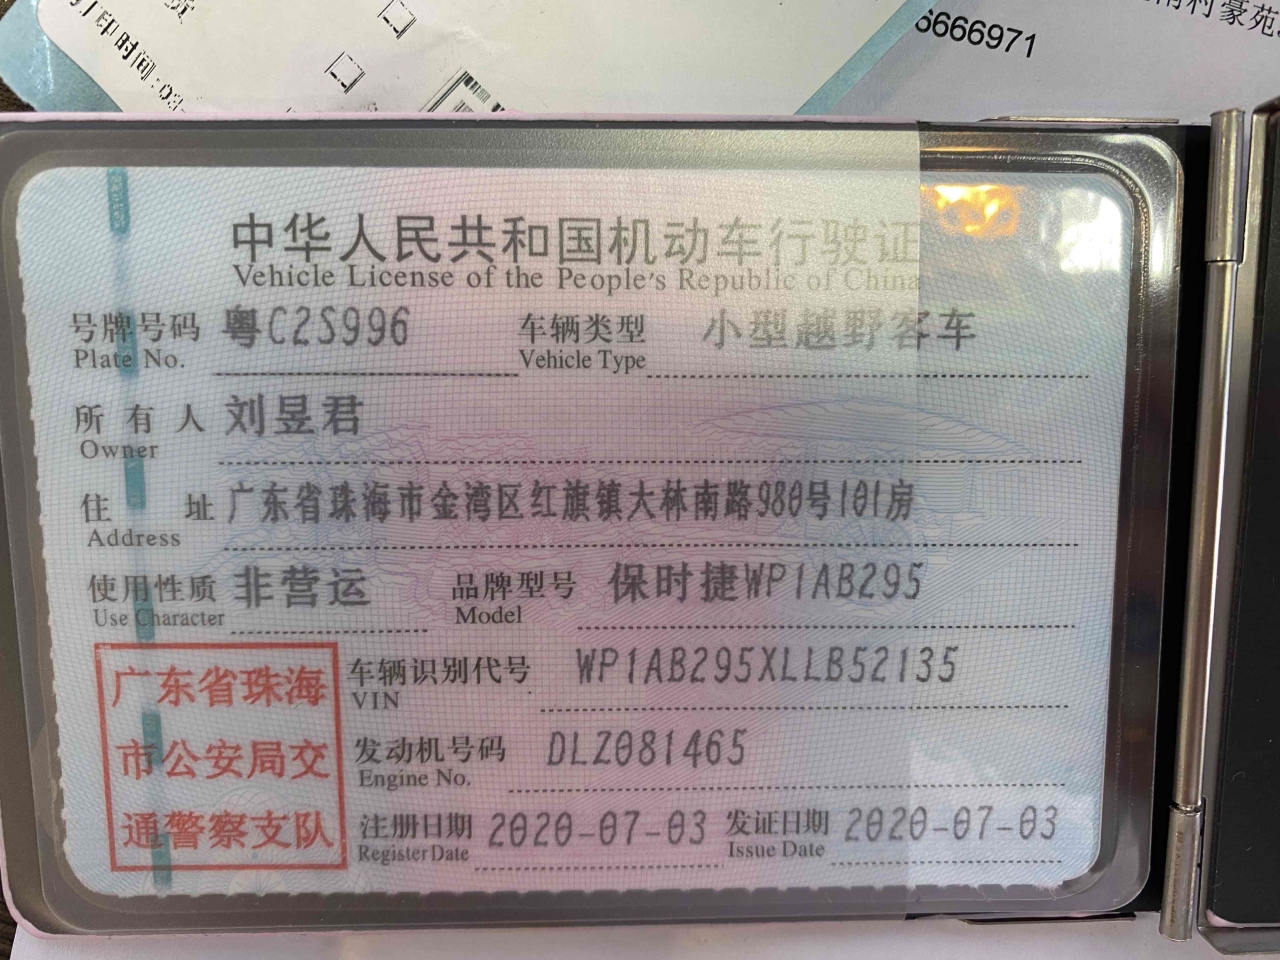 打印时间:03-
6666971
中华人民共和国机动车行驶证
Vehicle License of the People's Republic of China
号牌号码 粤C2S996 车辆类型 小型越野客车
Plate No. Vehicle Type
所有人 刘昱君
Owner
住址 广东省珠海市金湾区红旗镇大林南路980号101房
Address
使用性质 非营运 品牌型号 保时捷WP1AB295
Use Character Model
广东省珠海
市公安局交
通警察支队
车辆识别代号 WP1AB295XLLB52135
VIN
发动机号码 DLZ081465
Engine No.
注册日期 2020-07-03 发证日期 2020-07-03
Register Date Issue Date